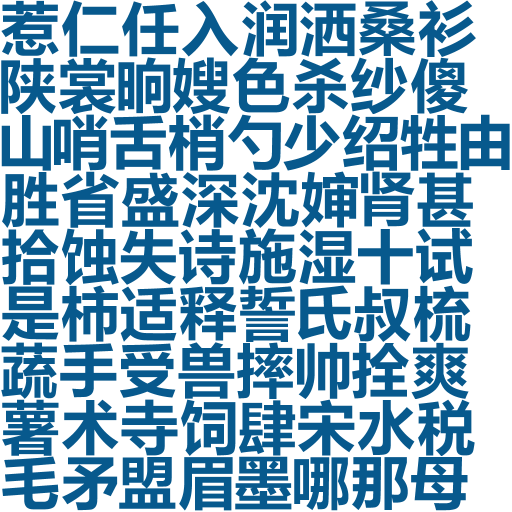 惹仁任入润洒桑衫
陕裳晌嫂色杀纱傻
山哨舌梢勺少绍牲由
胜省盛深沈婶肾甚
拾蚀失诗施湿十试
是柿适释誓氏叔梳
蔬手受兽摔帅拴爽
薯术寺饲肆宋水税
毛矛盟眉墨哪那母